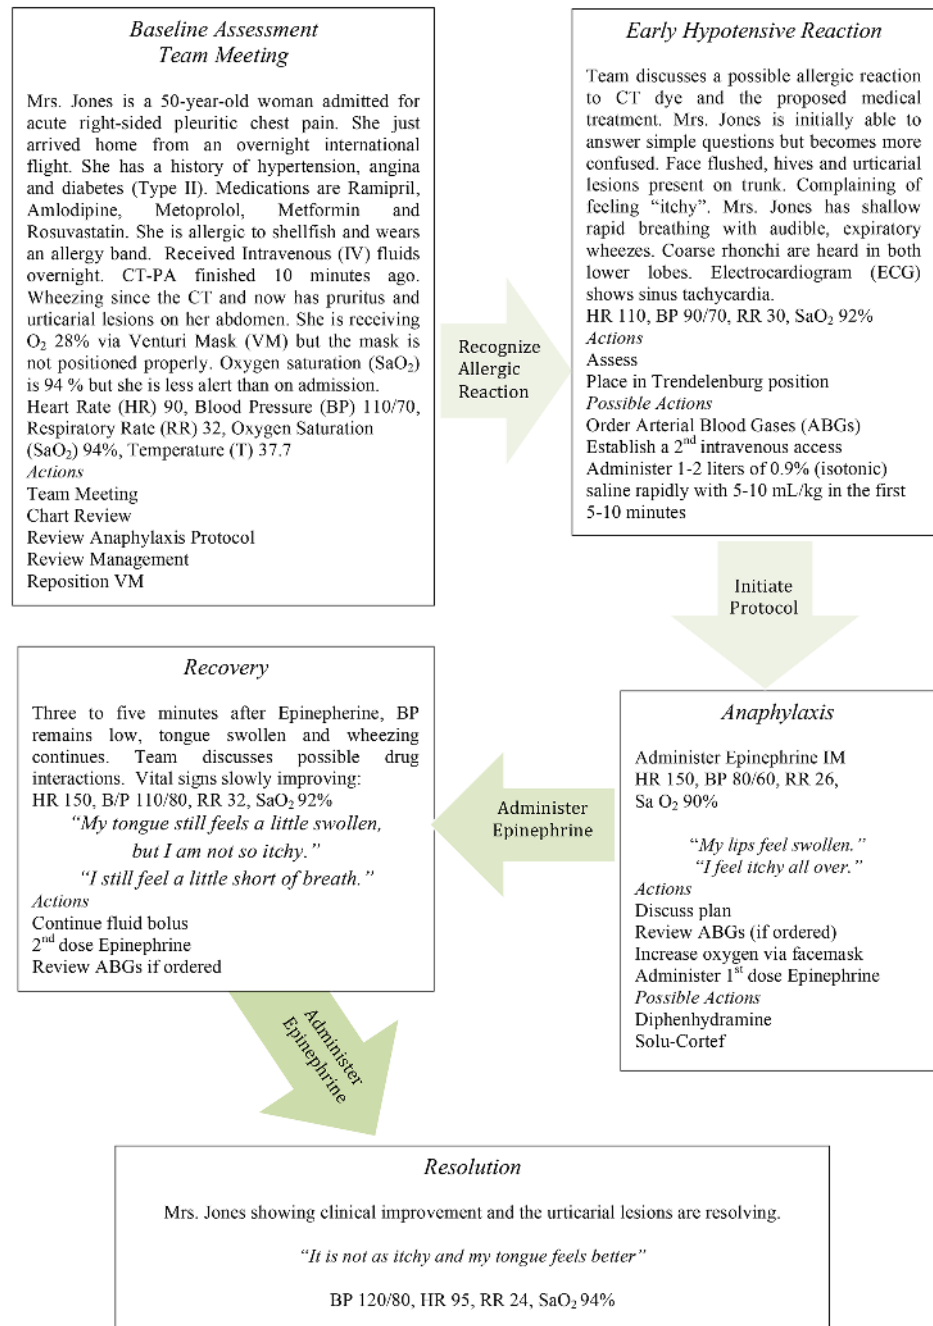 Baseline Assessment
Team Meeting
Mrs. Jones is a 50-year-old woman admitted for
acute right-sided pleuritic chest pain. She just
arrived home from an overnight international
flight. She has a history of hypertension, angina
and diabetes (Type II). Medications are Ramipril,
Amlodipine, Metoprolol, Metformin and
Rosuvastatin. She is allergic to shellfish and wears
an allergy band. Received Intravenous (IV) fluids
overnight. CT-PA finished 10 minutes ago.
Wheezing since the CT and now has pruritus and
urticarial lesions on her abdomen. She is receiving
O₂ 28% via Venturi Mask (VM) but the mask is
not positioned properly. Oxygen saturation (SaO₂)
is 94 % but she is less alert than on admission.
Heart Rate (HR) 90, Blood Pressure (BP) 110/70,
Respiratory Rate (RR) 32, Oxygen Saturation
(SaO₂) 94%, Temperature (T) 37.7
Actions
Team Meeting
Chart Review
Review Anaphylaxis Protocol
Review Management
Reposition VM
Recognize
Allergic
Reaction
Early Hypotensive Reaction
Team discusses a possible allergic reaction
to CT dye and the proposed medical
treatment. Mrs. Jones is initially able to
answer simple questions but becomes more
confused. Face flushed, hives and urticarial
lesions present on trunk. Complaining of
feeling “itchy”. Mrs. Jones has shallow
rapid breathing with audible, expiratory
wheezes. Coarse rhonchi are heard in both
lower lobes. Electrocardiogram (ECG)
shows sinus tachycardia.
HR 110, BP 90/70, RR 30, SaO₂ 92%
Actions
Assess
Place in Trendelenburg position
Possible Actions
Order Arterial Blood Gases (ABGs)
Establish a 2nd intravenous access
Administer 1-2 liters of 0.9% (isotonic)
saline rapidly with 5-10 mL/kg in the first
5-10 minutes
Initiate
Protocol
Anaphylaxis
Administer Epinephrine IM
HR 150, BP 80/60, RR 26,
Sa O₂ 90%
“My lips feel swollen.”
“I feel itchy all over.”
Actions
Discuss plan
Review ABGs (if ordered)
Increase oxygen via facemask
Administer 1st dose Epinephrine
Possible Actions
Diphenhydramine
Solu-Cortef
Administer
Epinephrine
Recovery
Three to five minutes after Epinepherine, BP
remains low, tongue swollen and wheezing
continues. Team discusses possible drug
interactions. Vital signs slowly improving:
HR 150, B/P 110/80, RR 32, SaO₂ 92%
“My tongue still feels a little swollen,
but I am not so itchy.”
“I still feel a little short of breath.”
Actions
Continue fluid bolus
2nd dose Epinephrine
Review ABGs if ordered
Administer
Epinephrine
Resolution
Mrs. Jones showing clinical improvement and the urticarial lesions are resolving.
“It is not as itchy and my tongue feels better”
BP 120/80, HR 95, RR 24, SaO₂ 94%